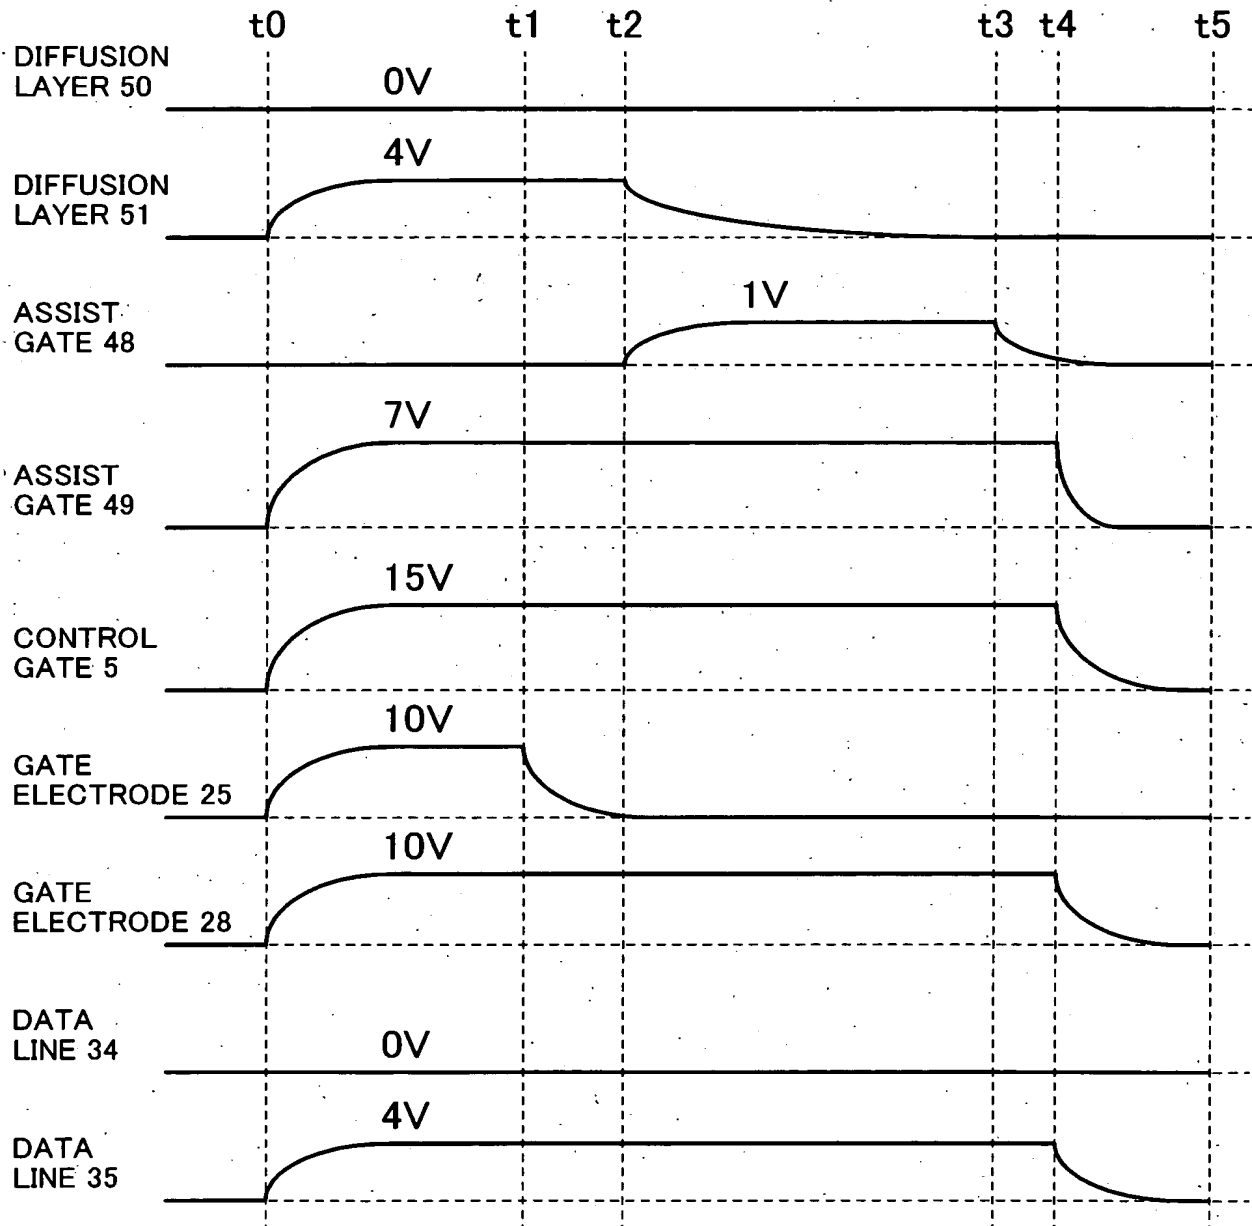 t0 t1 t2 t3 t4 t5
DIFFUSION
LAYER 50
0V
4V
DIFFUSION
LAYER 51
1V
ASSIST
GATE 48
7V
ASSIST
GATE 49
15V
CONTROL
GATE 5
10V
GATE
ELECTRODE 25
10V
GATE
ELECTRODE 28
DATA
LINE 34
0V
4V
DATA
LINE 35